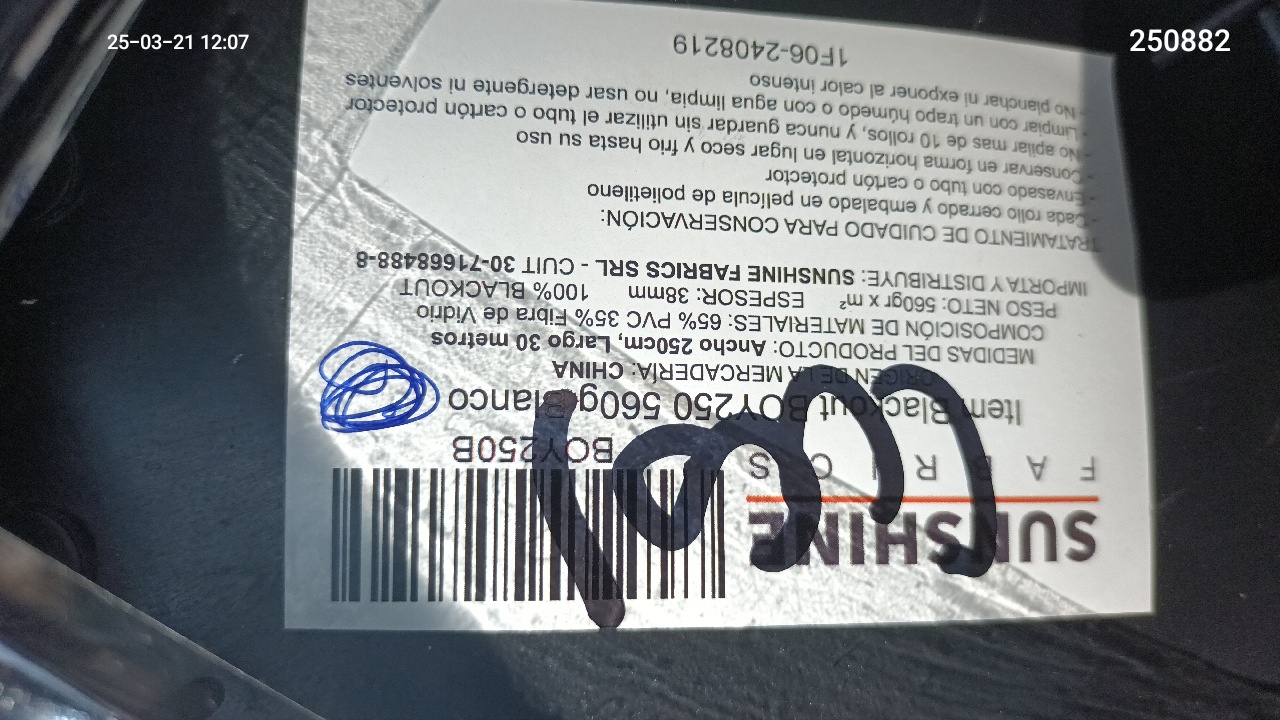 25-03-21 12:07
250882
SUNSHINE
FABRICS
BOY250B
Item Blackout BOY250 560g Blanco
ORIGEN DE LA MERCADERÍA: CHINA
MEDIDAS DEL PRODUCTO: Ancho 250cm, Largo 30 metros
COMPOSICIÓN DE MATERIALES: 65% PVC 35% Fibra de Vidrio
PESO NETO: 560gr x m² ESPESOR: 38mm 100% BLACKOUT
IMPORTA Y DISTRIBUYE: SUNSHINE FABRICS SRL - CUIT 30-71668488-8
TRATAMIENTO DE CUIDADO PARA CONSERVACIÓN:
- Cada rollo cerrado y embalado en película de polietileno
- Envasado con tubo o cartón protector
- Conservar en forma horizontal en lugar seco y frio hasta su uso
- No apilar mas de 10 rollos, y nunca guardar sin utilizar el tubo o cartón protector
- Limpiar con un trapo húmedo o con agua limpia, no usar detergente ni solventes
- No planchar ni exponer al calor intenso
1F06-2408219